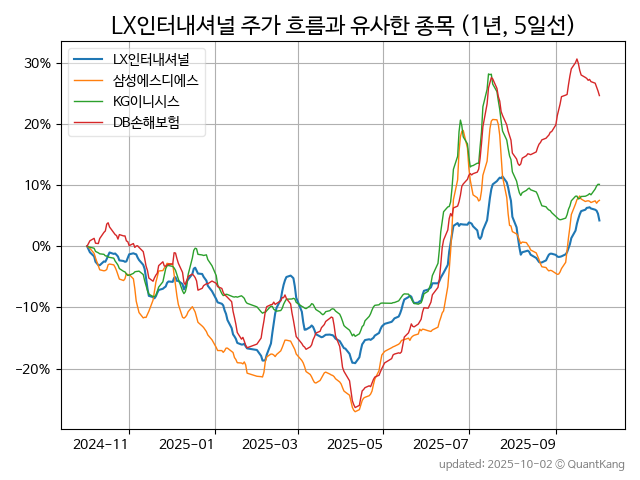 LX인터내셔널 주가 흐름과 유사한 종목 (1년, 5일선)
LX인터내셔널
삼성에스디에스
KG이니시스
DB손해보험
30%
20%
10%
0%
−10%
−20%
2024−11
2025−01
2025−03
2025−05
2025−07
2025−09
updated: 2025-10-02 © QuantKang